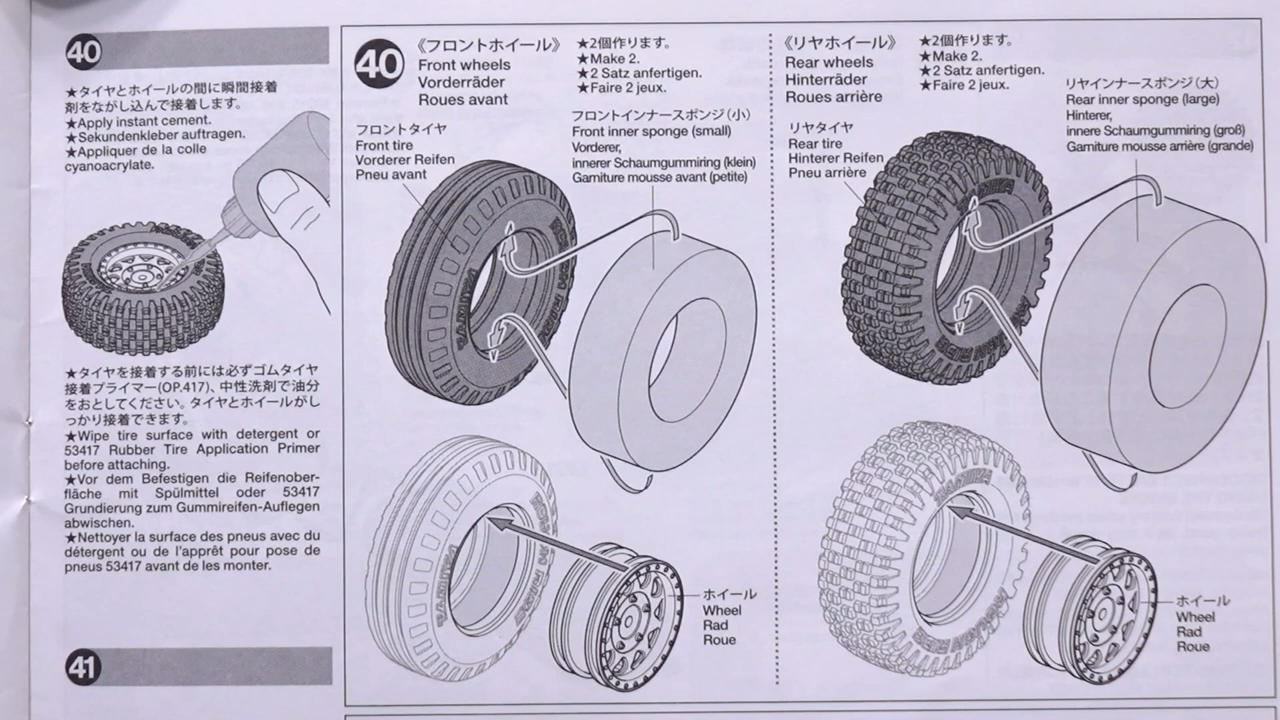 40
★タイヤとホイールの間に瞬間接着
剤をながし込んで接着します。
★Apply instant cement.
★Sekundenkleber auftragen.
★Appliquer de la colle
cyanoacrylate.
★タイヤを接着する前には必ずゴムタイヤ
接着プライマー(OP.417)、中性洗剤で油分
をおとしてください。タイヤとホイールがし
っかり接着できます。
★Wipe tire surface with detergent or
53417 Rubber Tire Application Primer
before attaching.
★Vor dem Befestigen die Reifenober-
fläche mit Spülmittel oder 53417
Grundierung zum Gummireifen-Auflegen
abwischen.
★Nettoyer la surface des pneus avec du
détergent ou de l'apprêt pour pose de
pneus 53417 avant de les monter.
41
40
《フロントホイール》
Front wheels
Vorderräder
Roues avant
★2個作ります。
★Make 2.
★2 Satz anfertigen.
★Faire 2 jeux.
フロントタイヤ
Front tire
Vorderer Reifen
Pneu avant
フロントインナースポンジ（小）
Front inner sponge (small)
Vorderer,
innerer Schaumgummiring (klein)
Garniture mousse avant (petite)
TAMIYA
TAMIYA
ホイール
Wheel
Rad
Roue
《リヤホイール》
Rear wheels
Hinterräder
Roues arrière
★2個作ります。
★Make 2.
★2 Satz anfertigen.
★Faire 2 jeux.
リヤタイヤ
Rear tire
Hinterer Reifen
Pneu arrière
リヤインナースポンジ（大）
Rear inner sponge (large)
Hinterer,
innere Schaumgummiring (groß)
Garniture mousse arrière (grande)
TAMIYA
ホイール
Wheel
Rad
Roue